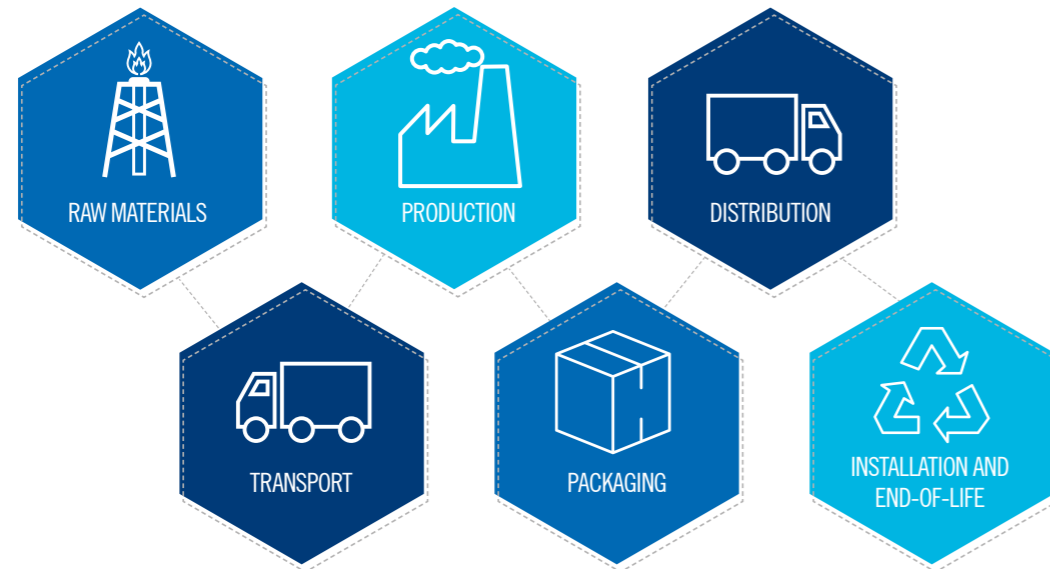 RAW MATERIALS
PRODUCTION
DISTRIBUTION
TRANSPORT
PACKAGING
INSTALLATION AND
END-OF-LIFE